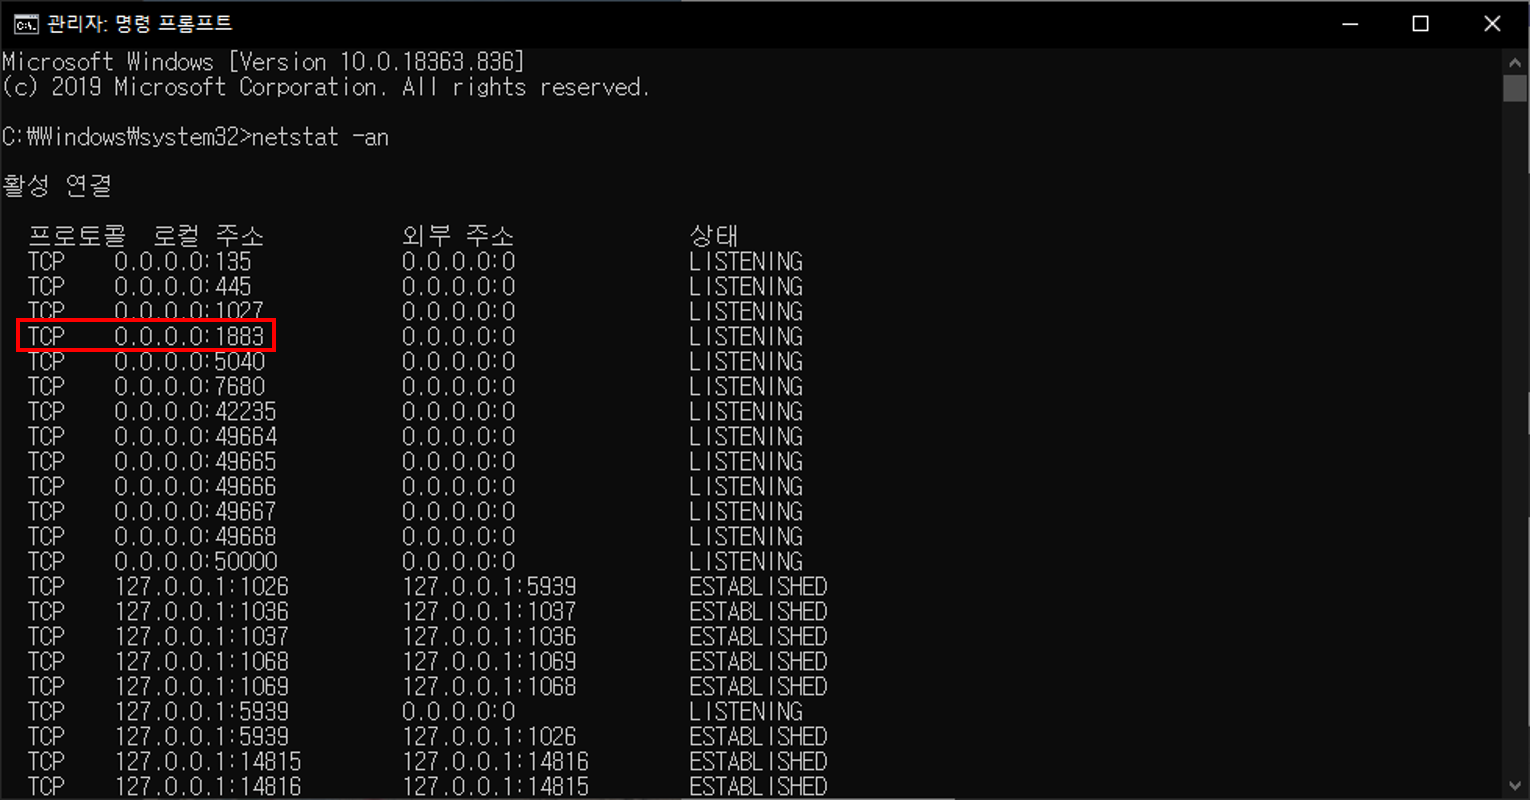 관리자: 명령 프롬프트
Microsoft Windows [Version 10.0.18363.836]
(c) 2019 Microsoft Corporation. All rights reserved.
C:₩Windows₩system32>netstat -an
활성 연결
프로토콜 로컬 주소 외부 주소 상태
TCP 0.0.0.0:135 0.0.0.0:0 LISTENING
TCP 0.0.0.0:445 0.0.0.0:0 LISTENING
TCP 0.0.0.0:1027 0.0.0.0:0 LISTENING
TCP 0.0.0.0:1883 0.0.0.0:0 LISTENING
TCP 0.0.0.0:5040 0.0.0.0:0 LISTENING
TCP 0.0.0.0:7680 0.0.0.0:0 LISTENING
TCP 0.0.0.0:42235 0.0.0.0:0 LISTENING
TCP 0.0.0.0:49664 0.0.0.0:0 LISTENING
TCP 0.0.0.0:49665 0.0.0.0:0 LISTENING
TCP 0.0.0.0:49666 0.0.0.0:0 LISTENING
TCP 0.0.0.0:49667 0.0.0.0:0 LISTENING
TCP 0.0.0.0:49668 0.0.0.0:0 LISTENING
TCP 0.0.0.0:50000 0.0.0.0:0 LISTENING
TCP 127.0.0.1:1026 127.0.0.1:5939 ESTABLISHED
TCP 127.0.0.1:1036 127.0.0.1:1037 ESTABLISHED
TCP 127.0.0.1:1037 127.0.0.1:1036 ESTABLISHED
TCP 127.0.0.1:1068 127.0.0.1:1069 ESTABLISHED
TCP 127.0.0.1:1069 127.0.0.1:1068 ESTABLISHED
TCP 127.0.0.1:5939 0.0.0.0:0 LISTENING
TCP 127.0.0.1:5939 127.0.0.1:1026 ESTABLISHED
TCP 127.0.0.1:14815 127.0.0.1:14816 ESTABLISHED
TCP 127.0.0.1:14816 127.0.0.1:14815 ESTABLISHED